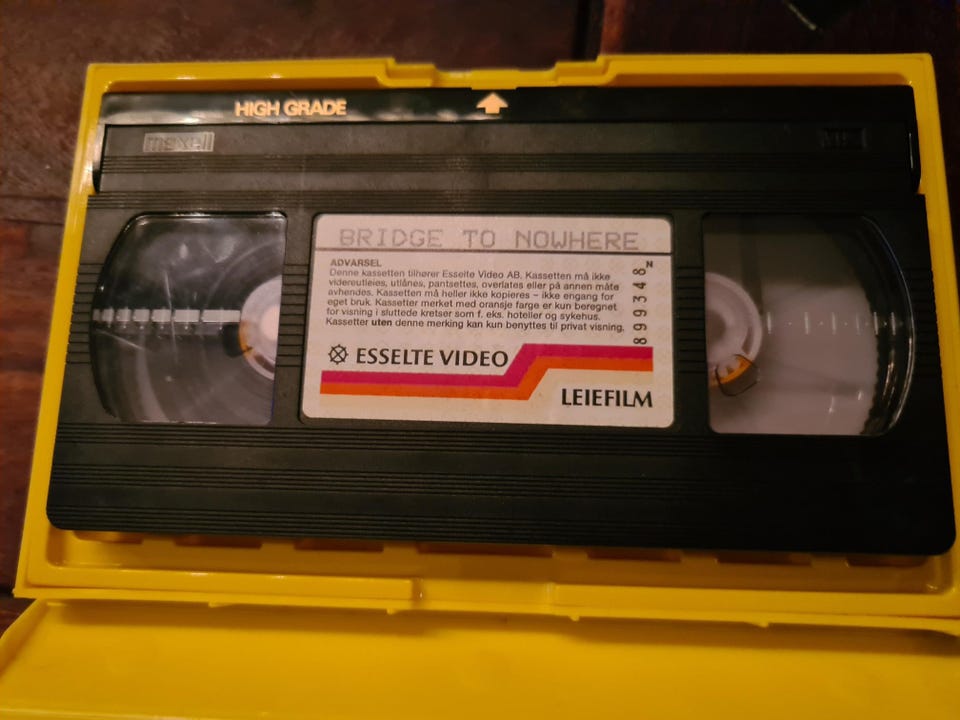 HIGH GRADE
maxell
BRIDGE TO NOWHERE
ADVARSEL
Denne kassetten tilhører Esselte Video AB. Kassetten må ikke
videreutleies, utlånes, pantsettes, overlates eller på annen måte
avhendes. Kassetten må heller ikke kopieres – ikke engang for
eget bruk. Kassetter merket med oransje farge er kun beregnet
for visning i sluttede kretser som f. eks. hoteller og sykehus.
Kassetter uten denne merking kan kun benyttes til privat visning.
899348N
ESSELTE VIDEO
LEIEFILM